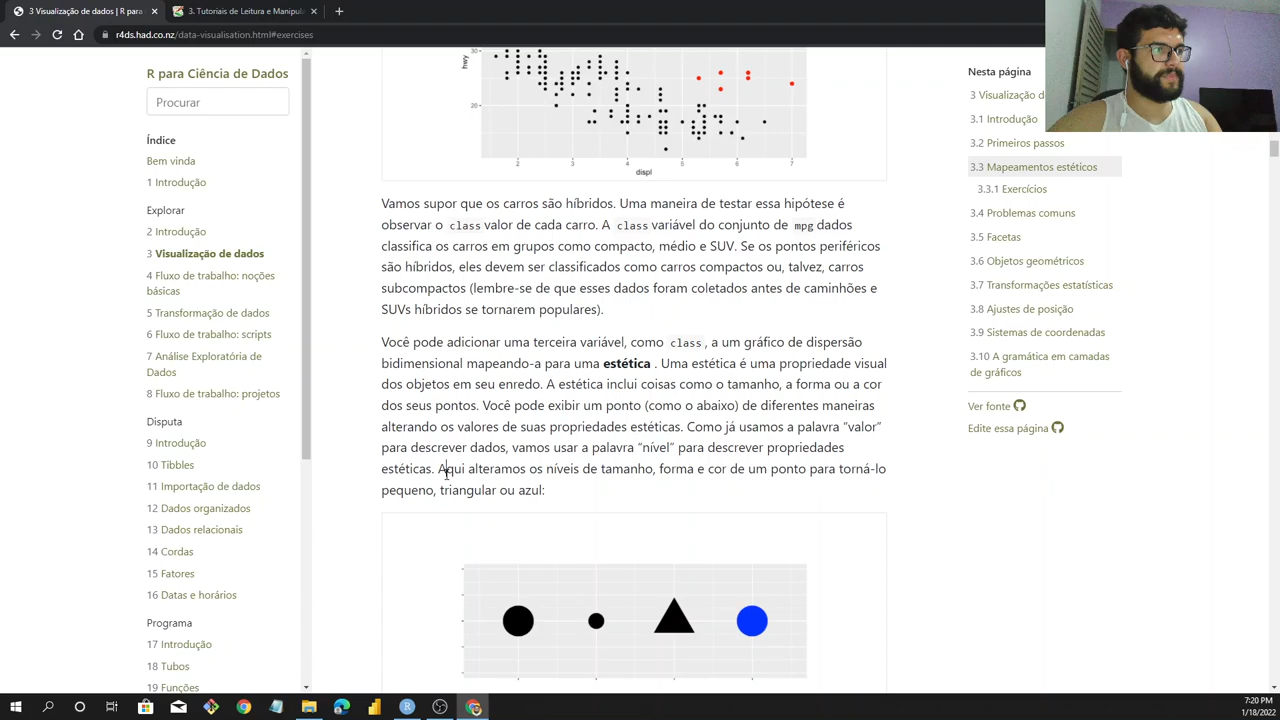 3 Visualização de dados | R para
3. Tutoriais de Leitura e Manipul
r4ds.had.co.nz/data-visualisation.html#exercises
R para Ciência de Dados
Procurar
Índice
Bem vinda
1 Introdução
Explorar
2 Introdução
3 Visualização de dados
4 Fluxo de trabalho: noções
básicas
5 Transformação de dados
6 Fluxo de trabalho: scripts
7 Análise Exploratória de
Dados
8 Fluxo de trabalho: projetos
Disputa
9 Introdução
10 Tibbles
11 Importação de dados
12 Dados organizados
13 Dados relacionais
14 Cordas
15 Fatores
16 Datas e horários
Programa
17 Introdução
18 Tubos
19 Funções
30
hwy
20
2 3 4 5 6 7
displ
Vamos supor que os carros são híbridos. Uma maneira de testar essa hipótese é
observar o class valor de cada carro. A class variável do conjunto de mpg dados
classifica os carros em grupos como compacto, médio e SUV. Se os pontos periféricos
são híbridos, eles devem ser classificados como carros compactos ou, talvez, carros
subcompactos (lembre-se de que esses dados foram coletados antes de caminhões e
SUVs híbridos se tornarem populares).
Você pode adicionar uma terceira variável, como class , a um gráfico de dispersão
bidimensional mapeando-a para uma estética . Uma estética é uma propriedade visual
dos objetos em seu enredo. A estética inclui coisas como o tamanho, a forma ou a cor
dos seus pontos. Você pode exibir um ponto (como o abaixo) de diferentes maneiras
alterando os valores de suas propriedades estéticas. Como já usamos a palavra “valor”
para descrever dados, vamos usar a palavra “nível” para descrever propriedades
estéticas. Aqui alteramos os níveis de tamanho, forma e cor de um ponto para torná-lo
pequeno, triangular ou azul:
Nesta página
3 Visualização d
3.1 Introdução
3.2 Primeiros passos
3.3 Mapeamentos estéticos
3.3.1 Exercícios
3.4 Problemas comuns
3.5 Facetas
3.6 Objetos geométricos
3.7 Transformações estatísticas
3.8 Ajustes de posição
3.9 Sistemas de coordenadas
3.10 A gramática em camadas
de gráficos
Ver fonte
Edite essa página
7:20 PM
1/18/2022